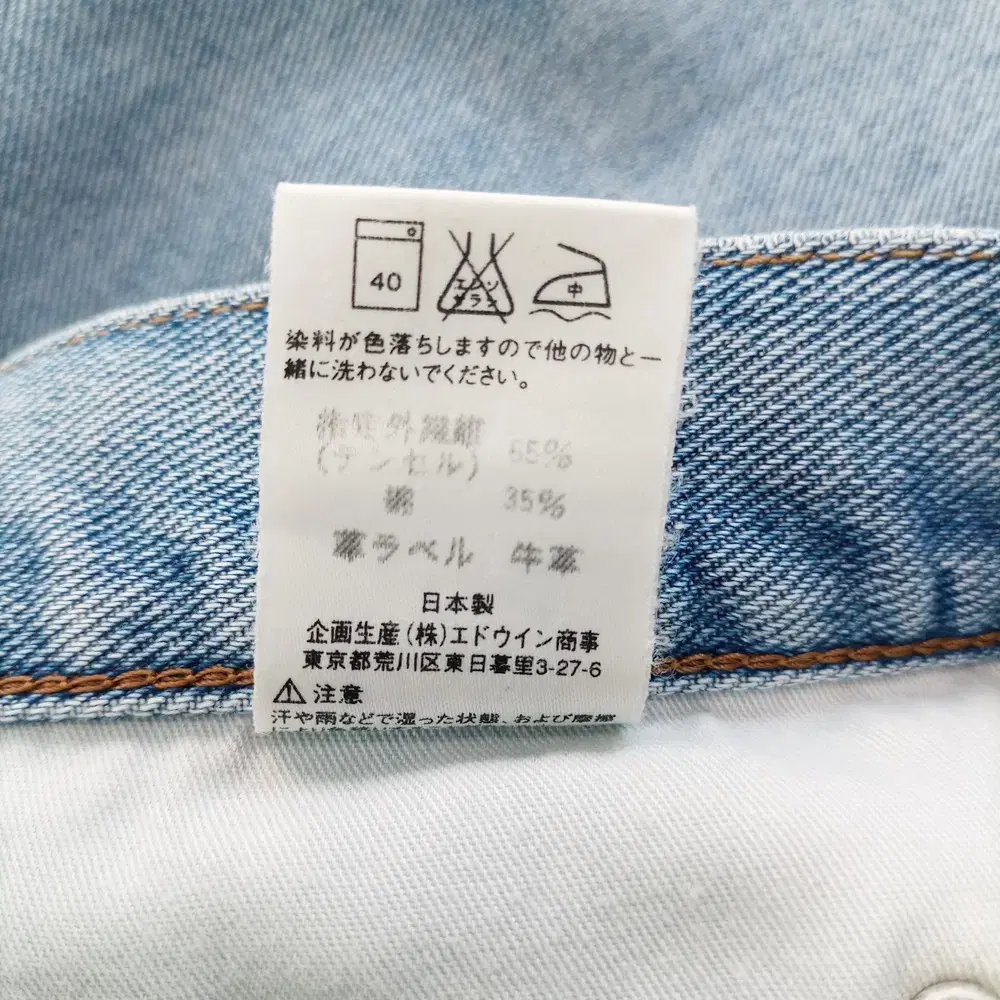 40
エンソ
サラシ
中
染料が色落ちしますので他の物と一
緒に洗わないでください。
指定外繊維
(テンセル) 65%
綿 35%
革ラベル 牛革
日本製
企画生産(株)エドウイン商事
東京都荒川区東日暮里3-27-6
注意
汗や雨などで湿った状態、および摩擦